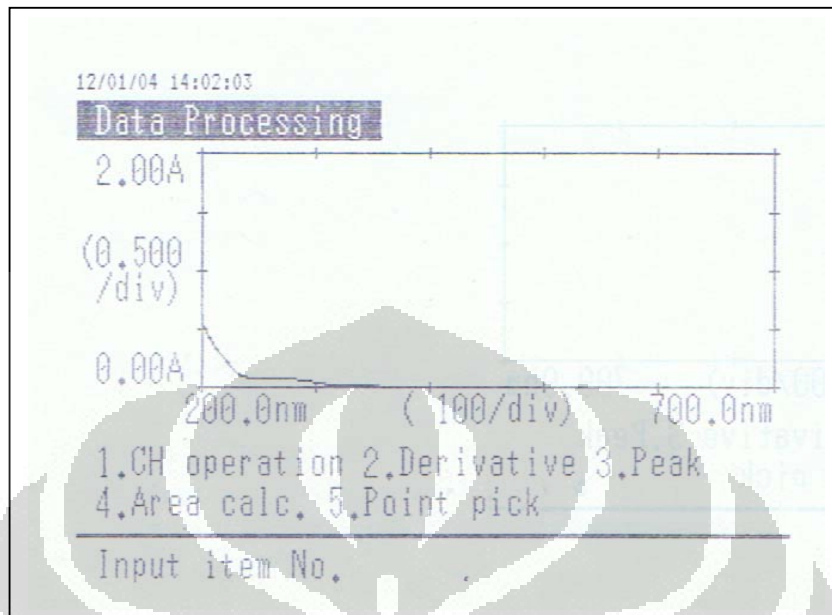 12/01/04 14:02:03
Data Processing
2.00A
(0.500
/div)
0.00A
200.0nm ( 100/div) 700.0nm
1.CH operation 2.Derivative 3.Peak
4.Area calc. 5.Point pick
Input item No.